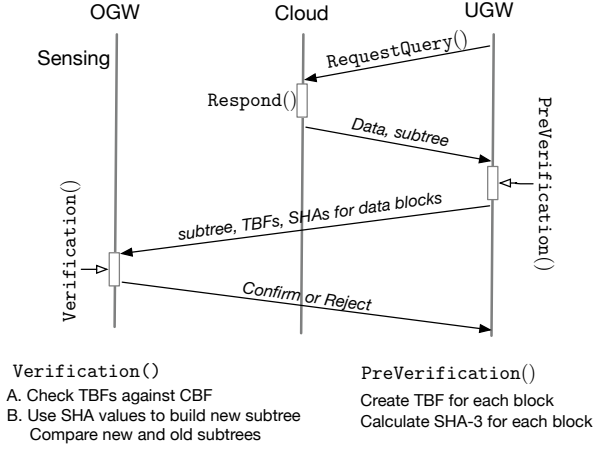 OGW
Cloud
UGW
Sensing
RequestQuery()
Respond()
Data, subtree
PreVerification()
subtree, TBFs, SHAs for data blocks
Verification()
Confirm or Reject
Verification()
A. Check TBFs against CBF
B. Use SHA values to build new subtree
Compare new and old subtrees
PreVerification()
Create TBF for each block
Calculate SHA-3 for each block